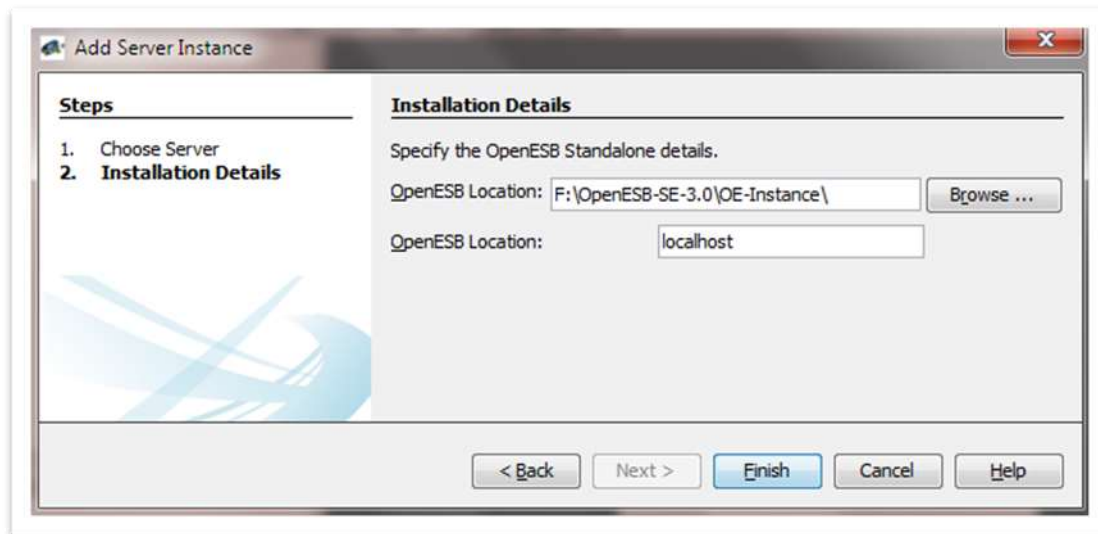 Add Server Instance
Steps
1. Choose Server
2. Installation Details
Installation Details
Specify the OpenESB Standalone details.
OpenESB Location: F:\OpenESB-SE-3.0\OE-Instance\ Browse ...
OpenESB Location: localhost
< Back Next > Finish Cancel Help